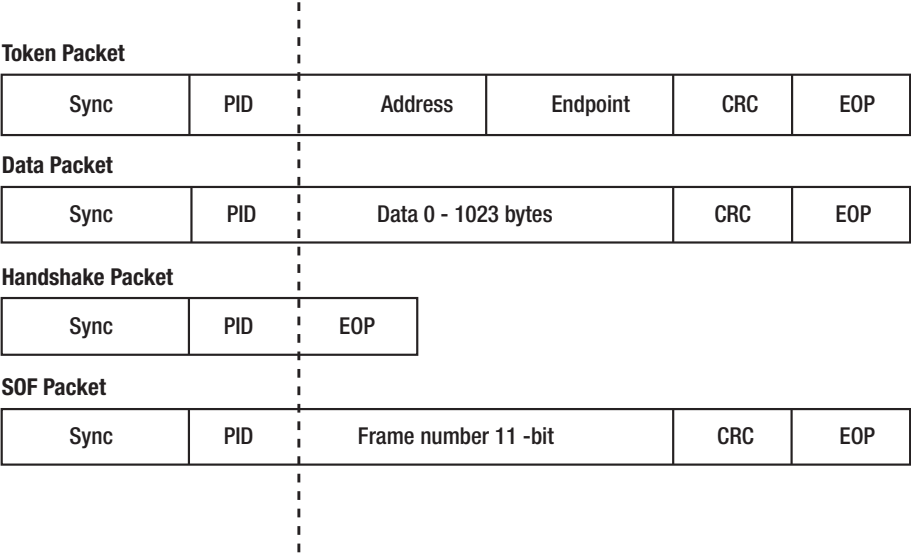 Token Packet
Sync PID Address Endpoint CRC EOP
Data Packet
Sync PID Data 0 - 1023 bytes CRC EOP
Handshake Packet
Sync PID EOP
SOF Packet
Sync PID Frame number 11 -bit CRC EOP